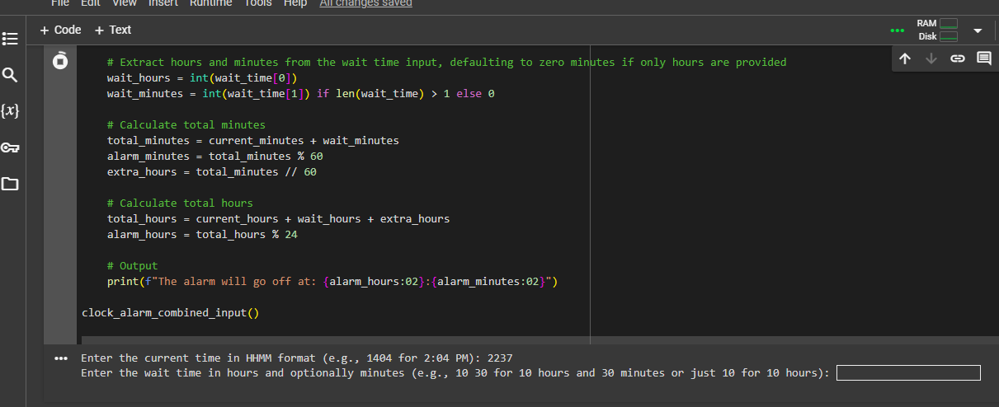 File Edit View Insert Runtime Tools Help All changes saved
+ Code + Text
RAM
Disk
{x}
# Extract hours and minutes from the wait time input, defaulting to zero minutes if only hours are provided
wait_hours = int(wait_time[0])
wait_minutes = int(wait_time[1]) if len(wait_time) > 1 else 0
# Calculate total minutes
total_minutes = current_minutes + wait_minutes
alarm_minutes = total_minutes % 60
extra_hours = total_minutes // 60
# Calculate total hours
total_hours = current_hours + wait_hours + extra_hours
alarm_hours = total_hours % 24
# Output
print(f"The alarm will go off at: {alarm_hours:02}:{alarm_minutes:02}")
clock_alarm_combined_input()
Enter the current time in HHMM format (e.g., 1404 for 2:04 PM): 2237
Enter the wait time in hours and optionally minutes (e.g., 10 30 for 10 hours and 30 minutes or just 10 for 10 hours):